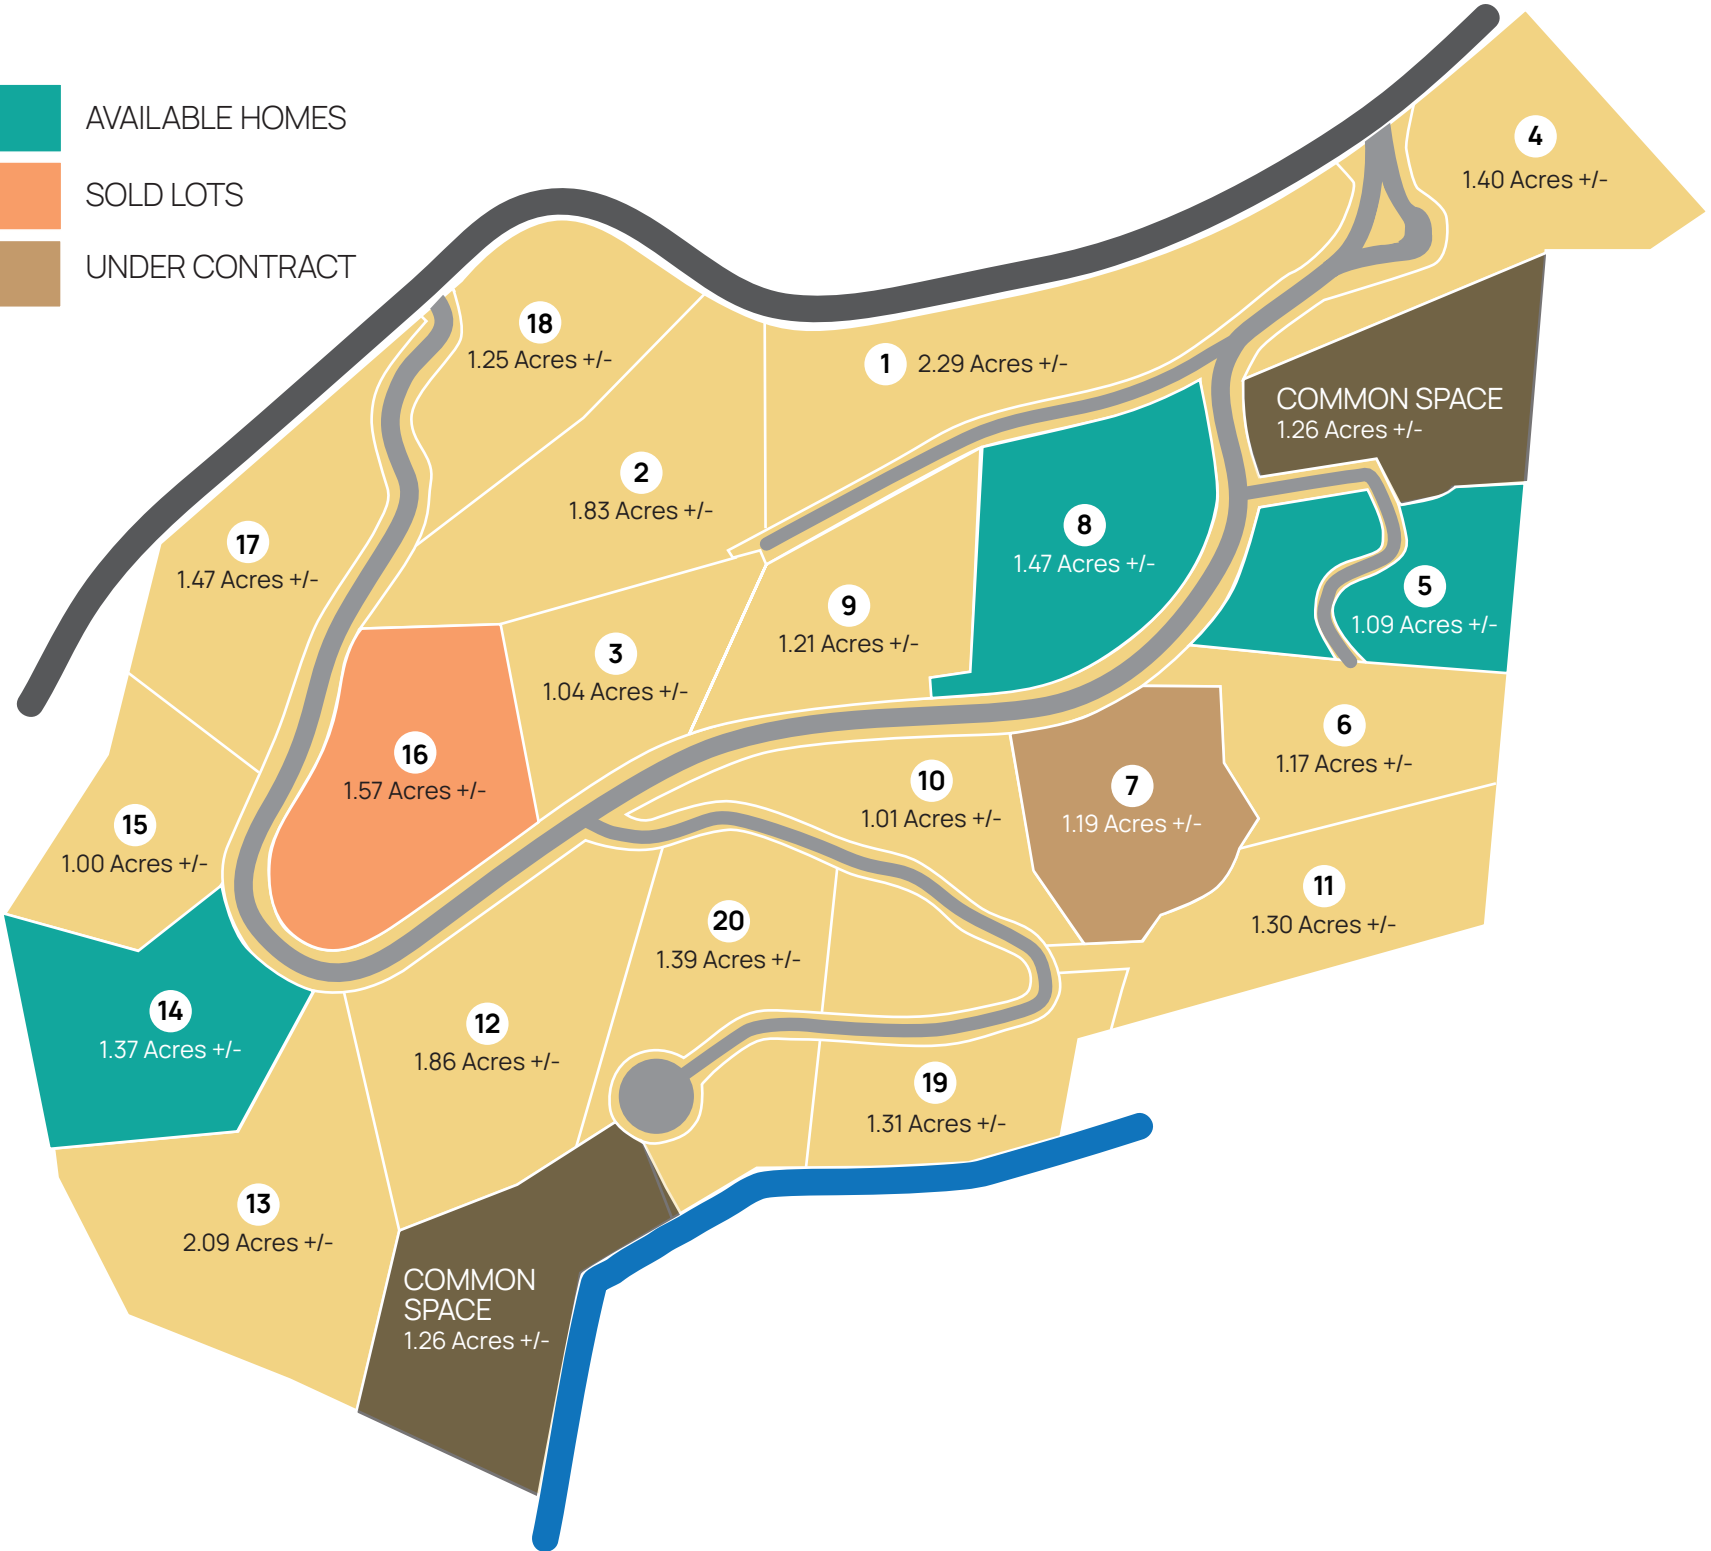 AVAILABLE HOMES
SOLD LOTS
UNDER CONTRACT
4
1.40 Acres +/-
18
1.25 Acres +/-
1 2.29 Acres +/-
COMMON SPACE
1.26 Acres +/-
2
1.83 Acres +/-
17
1.47 Acres +/-
8
1.47 Acres +/-
9
1.21 Acres +/-
5
1.09 Acres +/-
3
1.04 Acres +/-
16
1.57 Acres +/-
6
1.17 Acres +/-
10
1.01 Acres +/-
7
1.19 Acres +/-
15
1.00 Acres +/-
11
1.30 Acres +/-
20
1.39 Acres +/-
14
1.37 Acres +/-
12
1.86 Acres +/-
19
1.31 Acres +/-
13
2.09 Acres +/-
COMMON
SPACE
1.26 Acres +/-